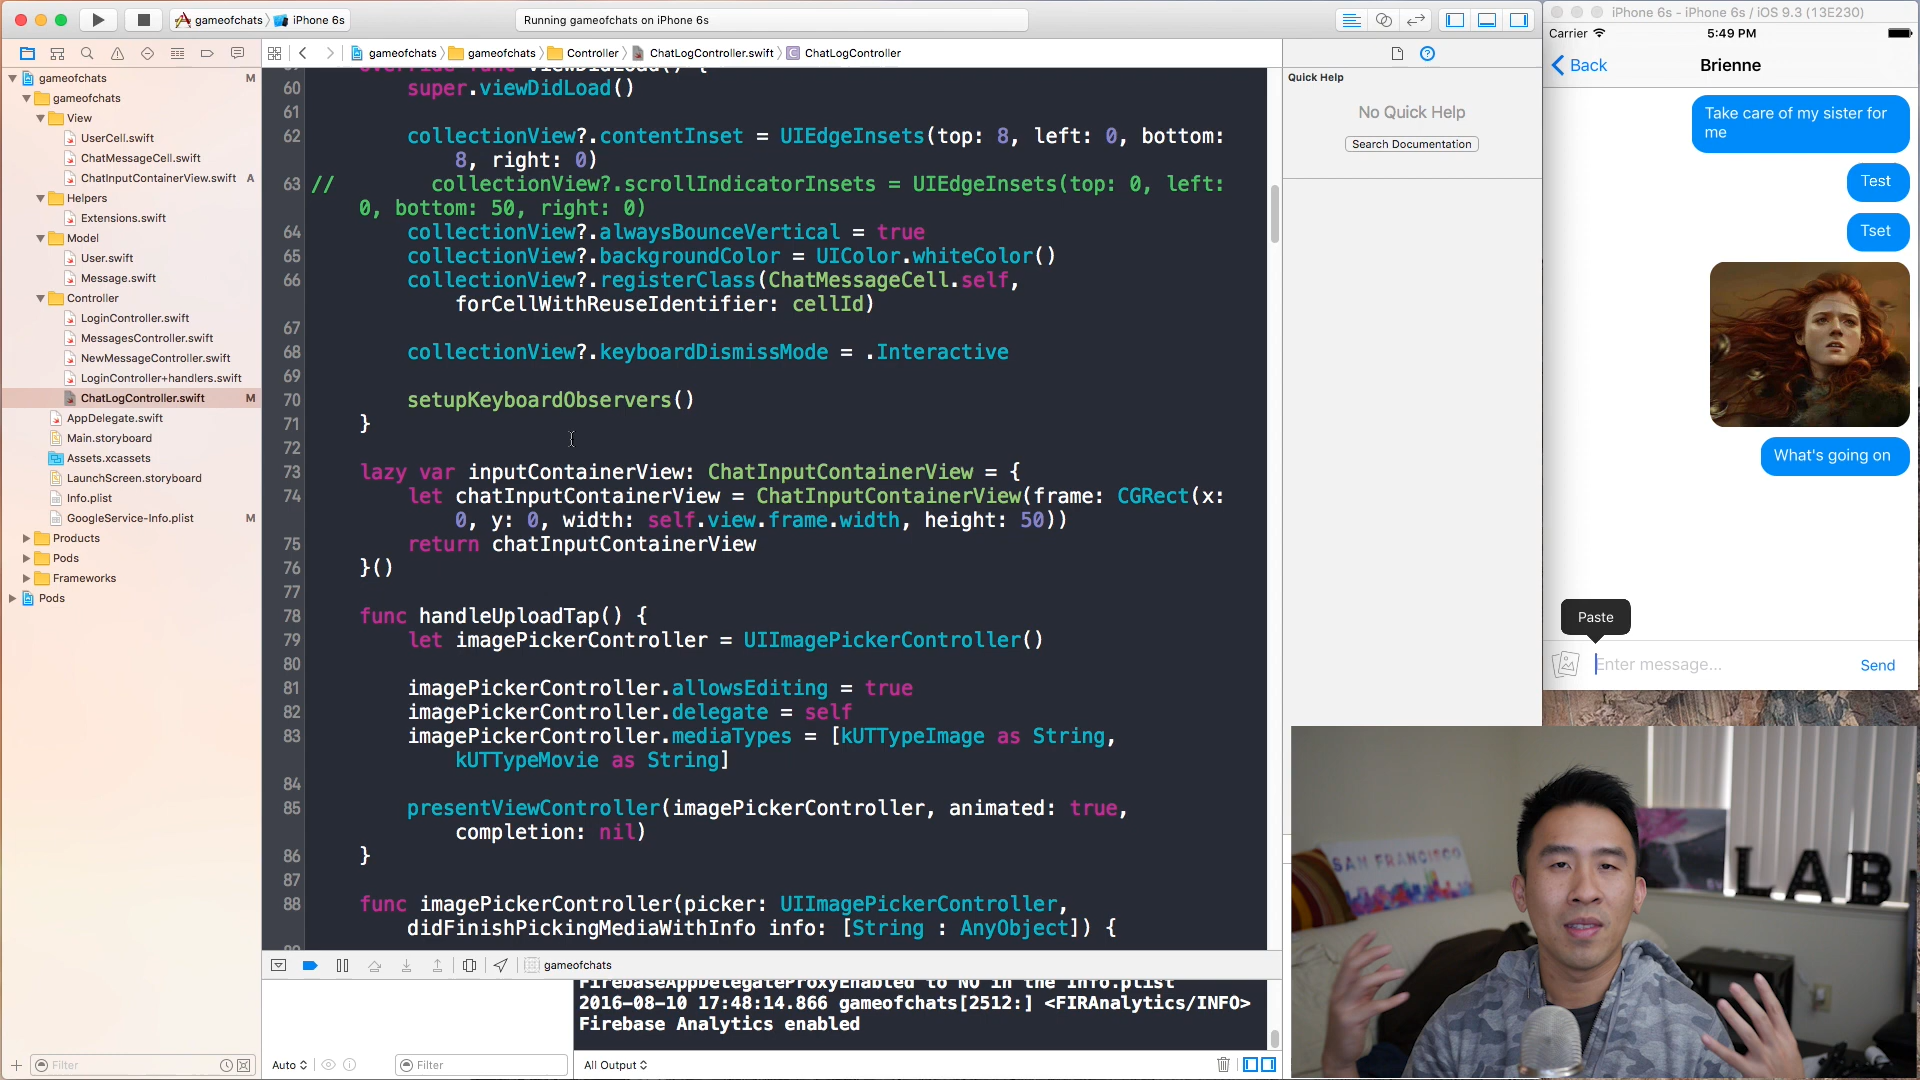 gameofchats
iPhone 6s
Running gameofchats on iPhone 6s
iPhone 6s - iPhone 6s / iOS 9.3 (13E230)
gameofchats
gameofchats
Controller
ChatLogController.swift
ChatLogController
gameofchats M
gameofchats
View
UserCell.swift
ChatMessageCell.swift
ChatInputContainerView.swift A
Helpers
Extensions.swift
Model
User.swift
Message.swift
Controller
LoginController.swift
MessagesController.swift
NewMessageController.swift
LoginController+handlers.swift
ChatLogController.swift M
AppDelegate.swift
Main.storyboard
Assets.xcassets
LaunchScreen.storyboard
Info.plist
GoogleService-Info.plist M
Products
Pods
Frameworks
Pods
Filter
override func viewDidLoad() {
60 super.viewDidLoad()
61
62 collectionView?.contentInset = UIEdgeInsets(top: 8, left: 0, bottom:
8, right: 0)
63 // collectionView?.scrollIndicatorInsets = UIEdgeInsets(top: 0, left:
0, bottom: 50, right: 0)
64 collectionView?.alwaysBounceVertical = true
65 collectionView?.backgroundColor = UIColor.whiteColor()
66 collectionView?.registerClass(ChatMessageCell.self,
forCellWithReuseIdentifier: cellId)
67
68 collectionView?.keyboardDismissMode = .Interactive
69
70 setupKeyboardObservers()
71 }
72
73 lazy var inputContainerView: ChatInputContainerView = {
74 let chatInputContainerView = ChatInputContainerView(frame: CGRect(x:
0, y: 0, width: self.view.frame.width, height: 50))
75 return chatInputContainerView
76 }()
77
78 func handleUploadTap() {
79 let imagePickerController = UIImagePickerController()
80
81 imagePickerController.allowsEditing = true
82 imagePickerController.delegate = self
83 imagePickerController.mediaTypes = [kUTTypeImage as String,
kUTTypeMovie as String]
84
85 presentViewController(imagePickerController, animated: true,
completion: nil)
86 }
87
88 func imagePickerController(picker: UIImagePickerController,
didFinishPickingMediaWithInfo info: [String : AnyObject]) {
gameofchats
FirebaseAppDelegateProxyEnabled to NO in the Info.plist
2016-08-10 17:48:14.866 gameofchats[2512:] <FIRAnalytics/INFO>
Firebase Analytics enabled
Auto
Filter
All Output
Quick Help
No Quick Help
Search Documentation
Carrier
5:49 PM
Back
Brienne
Take care of my sister for
me
Test
Tset
What's going on
Paste
Enter message...
Send
SAN FRANCISCO
LAB